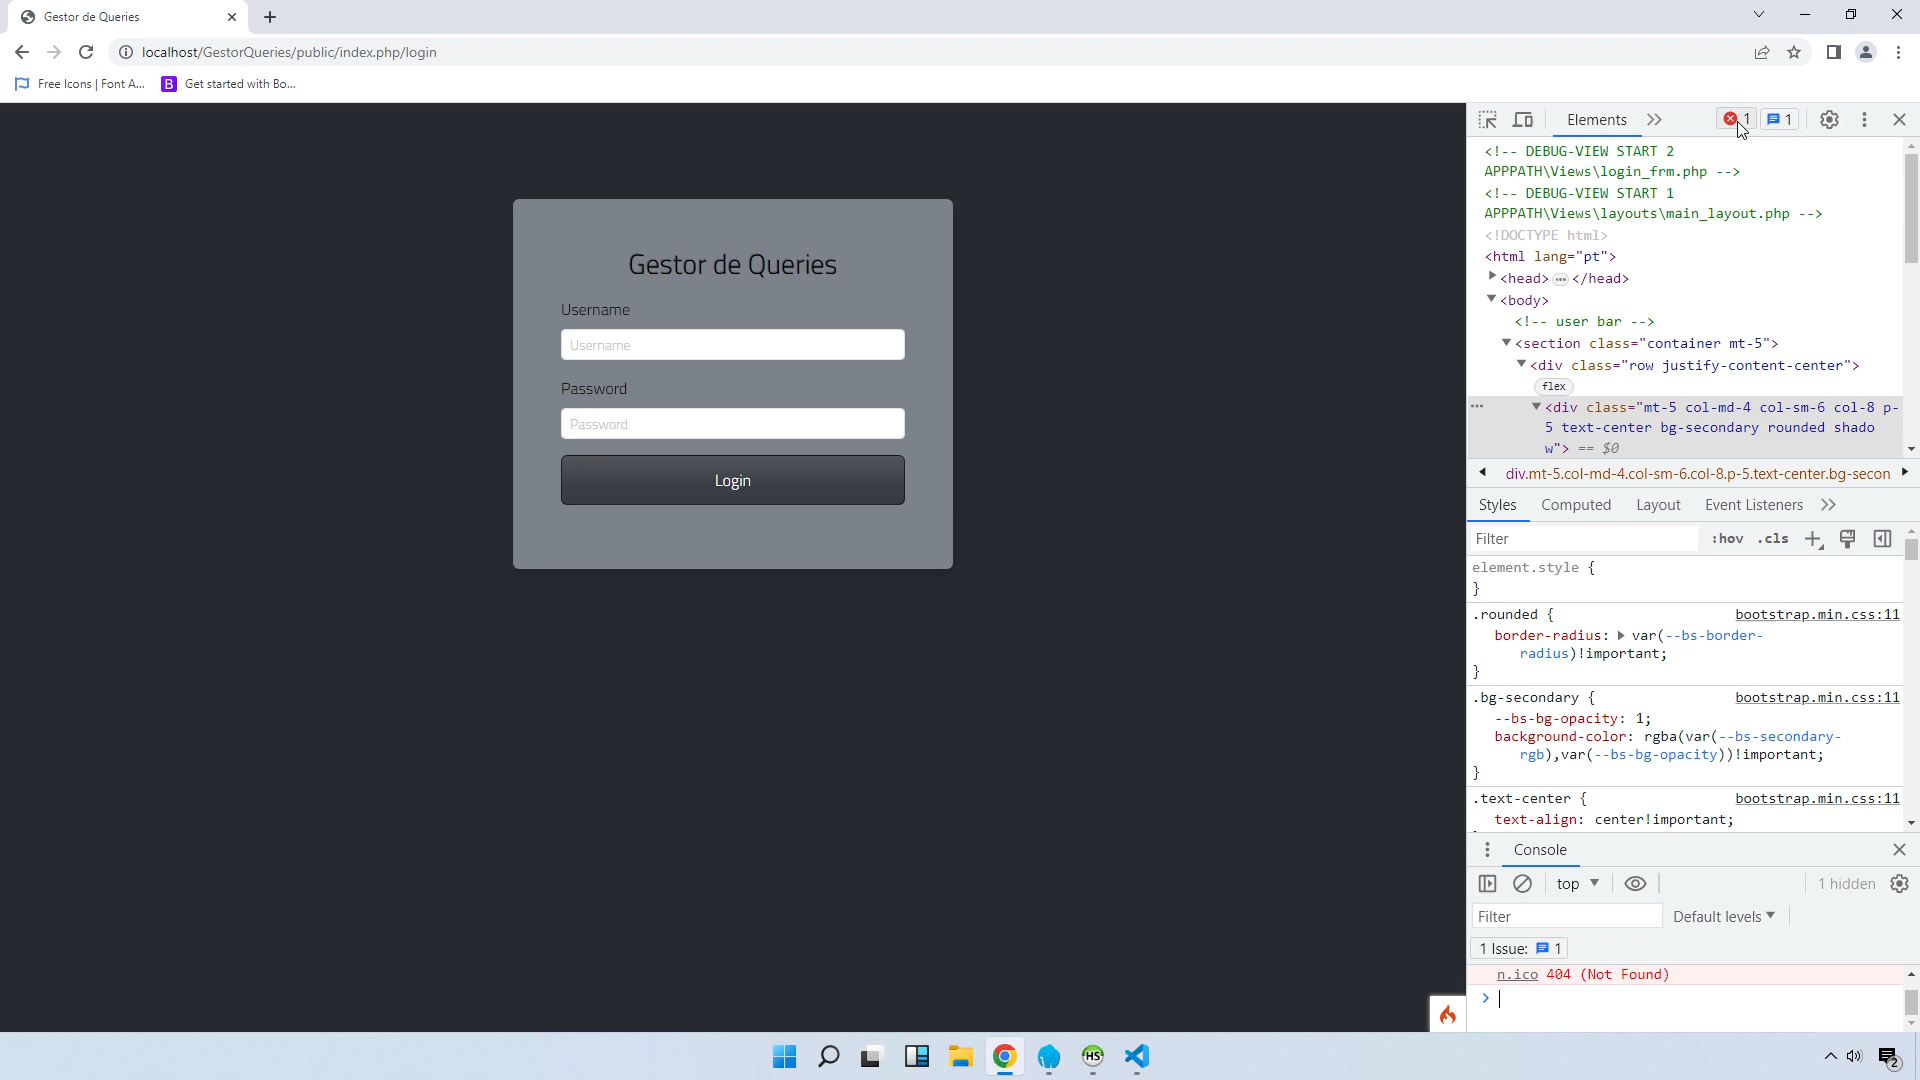 Gestor de Queries
localhost/GestorQueries/public/index.php/login
Free Icons | Font A...
B Get started with Bo...
Gestor de Queries
Username
Username
Password
Password
Login
Elements
1
1
<!-- DEBUG-VIEW START 2
APPPATH\Views\login_frm.php -->
<!-- DEBUG-VIEW START 1
APPPATH\Views\layouts\main_layout.php -->
<!DOCTYPE html>
<html lang="pt">
<head> ... </head>
<body>
<!-- user bar -->
<section class="container mt-5">
<div class="row justify-content-center">
flex
<div class="mt-5 col-md-4 col-sm-6 col-8 p-
5 text-center bg-secondary rounded shado
w"> == $0
div.mt-5.col-md-4.col-sm-6.col-8.p-5.text-center.bg-secon
Styles Computed Layout Event Listeners
Filter
:hov .cls
element.style {
}
.rounded { bootstrap.min.css:11
border-radius: var(--bs-border-
radius)!important;
}
.bg-secondary { bootstrap.min.css:11
--bs-bg-opacity: 1;
background-color: rgba(var(--bs-secondary-
rgb),var(--bs-bg-opacity))!important;
}
.text-center { bootstrap.min.css:11
text-align: center!important;
Console
top
1 hidden
Filter
Default levels
1 Issue: 1
n.ico 404 (Not Found)
HS
2